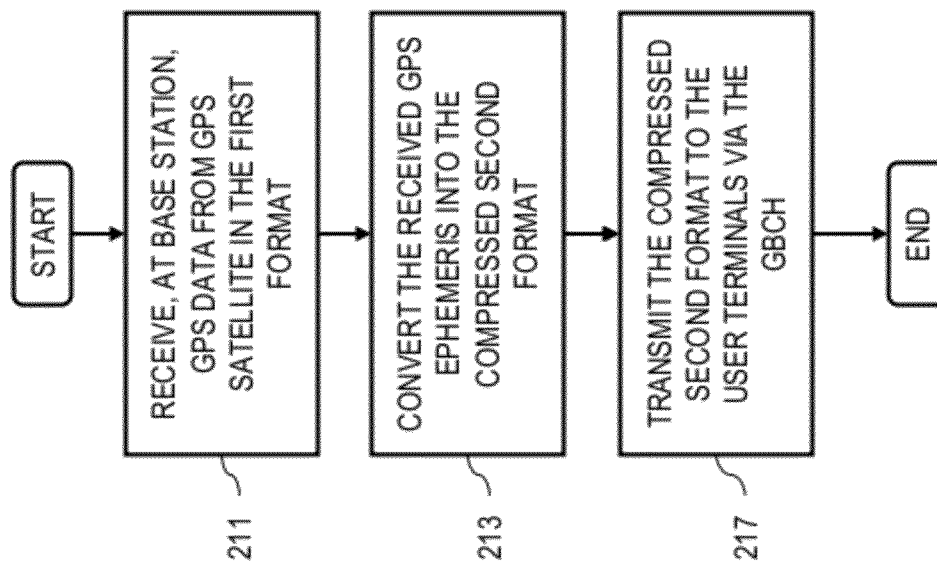 START
RECEIVE, AT BASE STATION,
GPS DATA FROM GPS
SATELLITE IN THE FIRST
FORMAT
211
CONVERT THE RECEIVED GPS
EPHEMERIS INTO THE
COMPRESSED SECOND
FORMAT
213
TRANSMIT THE COMPRESSED
SECOND FORMAT TO THE
USER TERMINALS VIA THE
GBCH
217
END